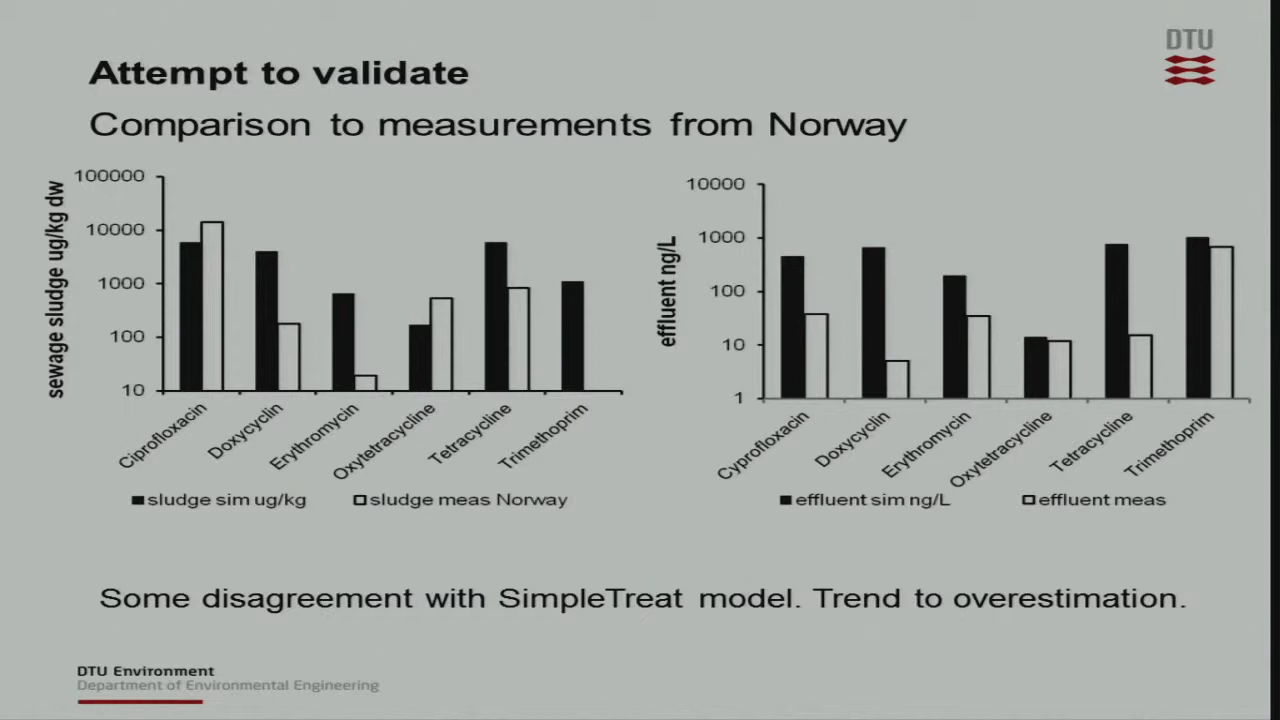 DTU
Attempt to validate
Comparison to measurements from Norway
sewage sludge ug/kg dw
100000
10000
1000
100
10
Ciprofloxacin
Doxycyclin
Erythromycin
Oxytetracycline
Tetracycline
Trimethoprim
sludge sim ug/kg
sludge meas Norway
effluent ng/L
10000
1000
100
10
1
Cyprofloxacin
Doxycyclin
Erythromycin
Oxytetracycline
Tetracycline
Trimethoprim
effluent sim ng/L
effluent meas
Some disagreement with SimpleTreat model. Trend to overestimation.
DTU Environment
Department of Environmental Engineering